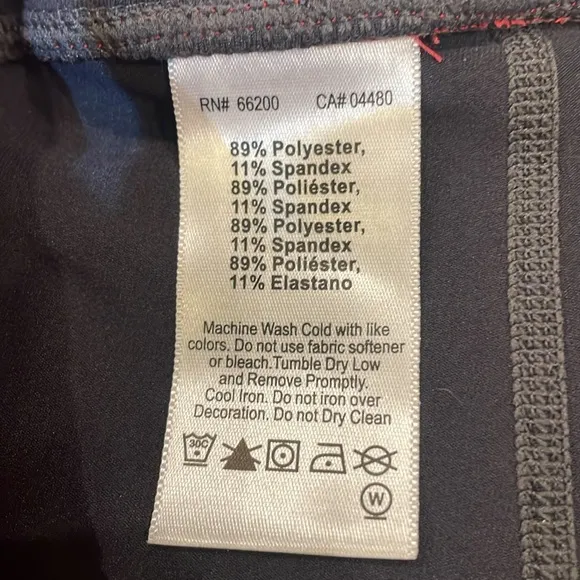 RN# 66200 CA# 04480
89% Polyester,
11% Spandex
89% Poliéster,
11% Spandex
89% Polyester,
11% Spandex
89% Poliéster,
11% Elastano
Machine Wash Cold with like
colors. Do not use fabric softener
or bleach.Tumble Dry Low
and Remove Promptly.
Cool Iron. Do not iron over
Decoration. Do not Dry Clean
30C
W